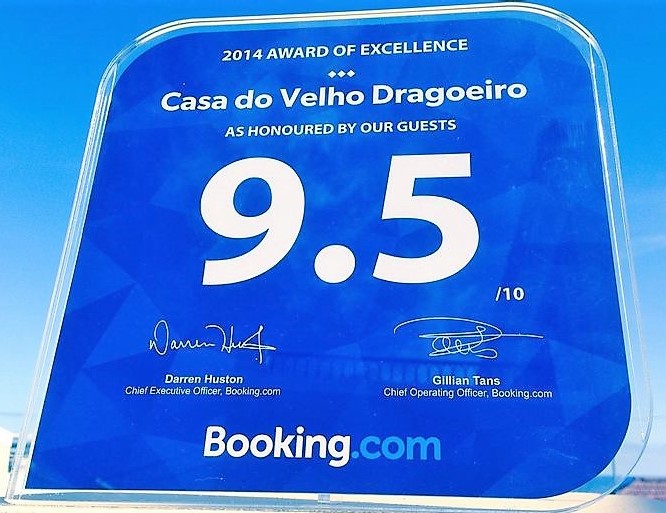 2014 AWARD OF EXCELLENCE
Casa do Velho Dragoeiro
AS HONOURED BY OUR GUESTS
9.5
/10
Darren Huston
Gillian Tans
Chief Executive Officer, Booking.com
Chief Operating Officer, Booking.com
Booking.com